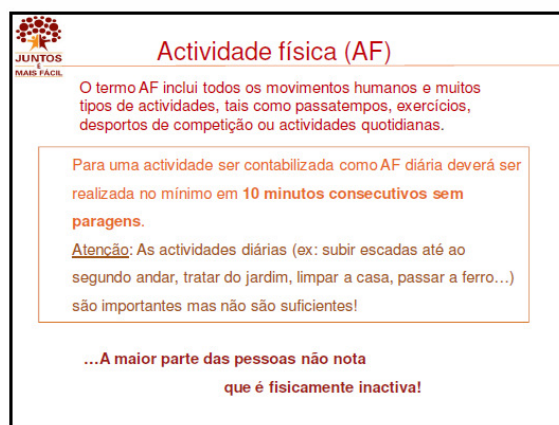 JUNTOS
É
MAIS FÁCIL
Actividade física (AF)
O termo AF inclui todos os movimentos humanos e muitos
tipos de actividades, tais como passatempos, exercícios,
desportos de competição ou actividades quotidianas.
Para uma actividade ser contabilizada como AF diária deverá ser
realizada no mínimo em 10 minutos consecutivos sem
paragens.
Atenção: As actividades diárias (ex: subir escadas até ao
segundo andar, tratar do jardim, limpar a casa, passar a ferro…)
são importantes mas não são suficientes!
…A maior parte das pessoas não nota
que é fisicamente inactiva!